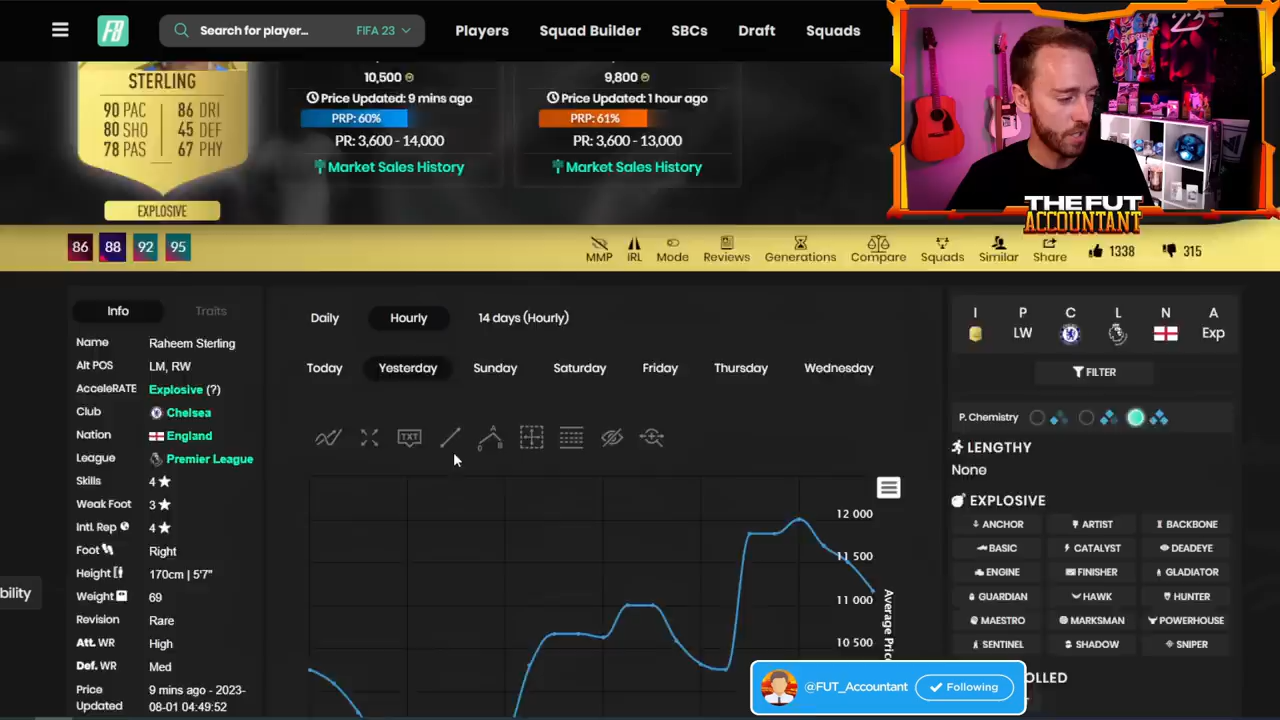 FB
Search for player...
FIFA 23
Players
Squad Builder
SBCs
Draft
Squads
STERLING
90 PAC 86 DRI
80 SHO 45 DEF
78 PAS 67 PHY
EXPLOSIVE
10,500
Price Updated: 9 mins ago
PRP: 60%
PR: 3,600 - 14,000
Market Sales History
9,800
Price Updated: 1 hour ago
PRP: 61%
PR: 3,600 - 13,000
Market Sales History
THE FUT
ACCOUNTANT
86 88 92 95
MMP
IRL
Mode
Reviews
Generations
Compare
Squads
Similar
Share
1338
315
Info
Traits
Name Raheem Sterling
Alt POS LM, RW
AcceleRATE Explosive (?)
Club Chelsea
Nation England
League Premier League
Skills 4
Weak Foot 3
Intl. Rep 4
Foot Right
Height 170cm | 5'7"
Weight 69
Revision Rare
Att. WR High
Def. WR Med
Price 9 mins ago - 2023-
Updated 08-01 04:49:52
bility
Daily
Hourly
14 days (Hourly)
Today
Yesterday
Sunday
Saturday
Friday
Thursday
Wednesday
TXT
12 000
11 500
11 000
10 500
Average Pric
I P C L N A
LW Exp
FILTER
P. Chemistry
LENGTHY
None
EXPLOSIVE
ANCHOR ARTIST BACKBONE
BASIC CATALYST DEADEYE
ENGINE FINISHER GLADIATOR
GUARDIAN HAWK HUNTER
MAESTRO MARKSMAN POWERHOUSE
SENTINEL SHADOW SNIPER
OLLED
@FUT_Accountant
Following